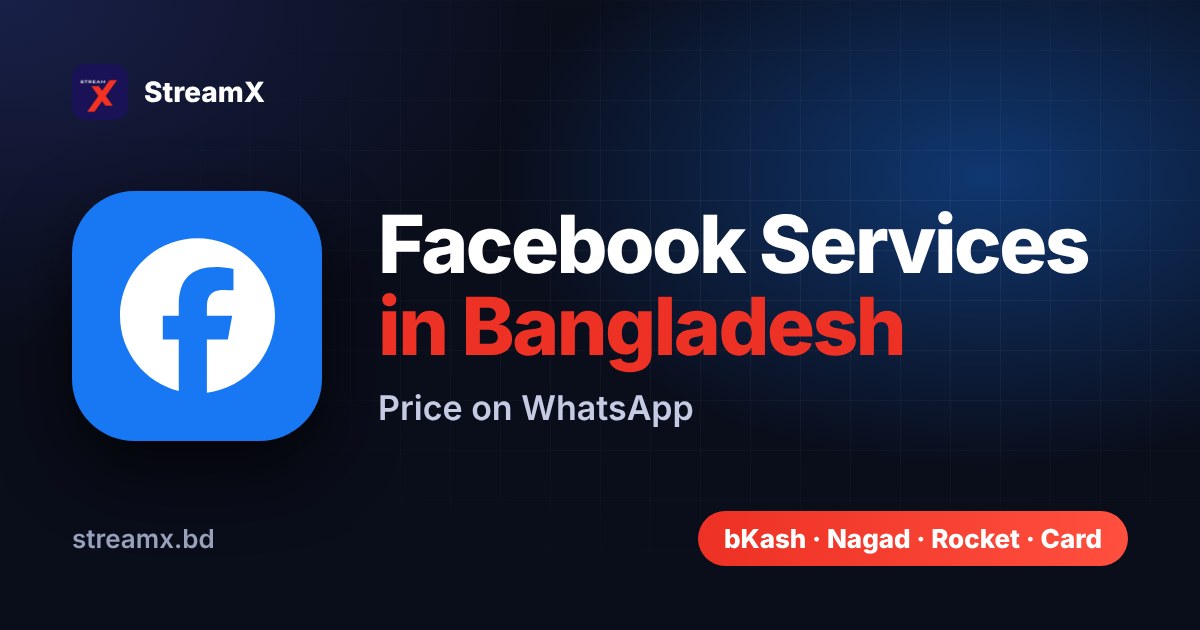 STREAM
X
StreamX
Facebook Services
in Bangladesh
Price on WhatsApp
streamx.bd
bKash · Nagad · Rocket · Card